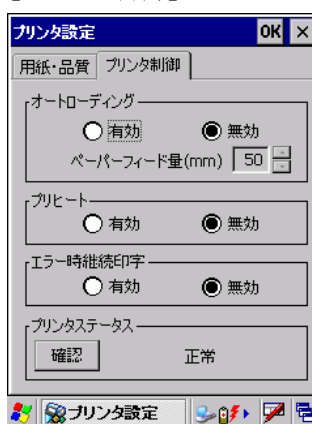 プリンタ設定 OK ×
用紙・品質 プリンタ制御
オートローディング
有効 無効
ペーパーフィード量(mm) 50
プリヒート
有効 無効
エラー時継続印字
有効 無効
プリンタステータス
確認 正常
プリンタ設定